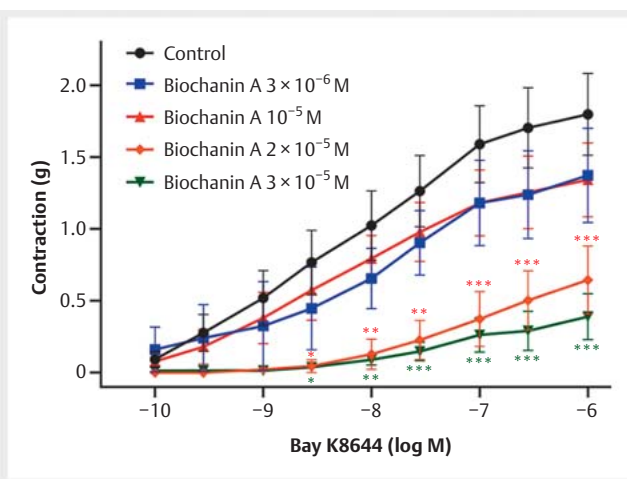 Control
Biochanin A 3 × 10⁻⁶ M
Biochanin A 10⁻⁵ M
Biochanin A 2 × 10⁻⁵ M
Biochanin A 3 × 10⁻⁵ M
Contraction (g)
2.0
1.5
1.0
0.5
0
***
*** ***
** **
*
* ** *** *** *** ***
−10 −9 −8 −7 −6
Bay K8644 (log M)